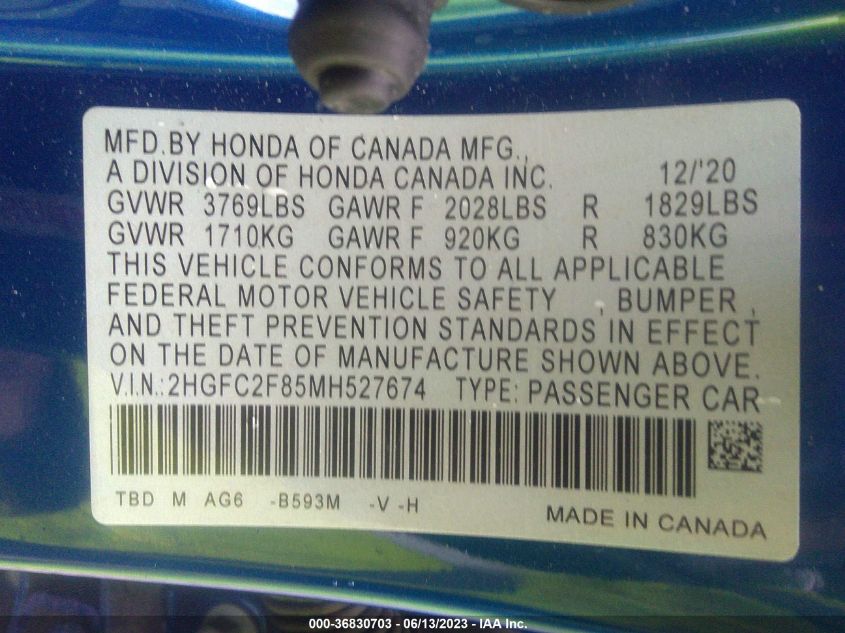 MFD.BY HONDA OF CANADA MFG.,
A DIVISION OF HONDA CANADA INC. 12/'20
GVWR 3769LBS GAWR F 2028LBS R 1829LBS
GVWR 1710KG GAWR F 920KG R 830KG
THIS VEHICLE CONFORMS TO ALL APPLICABLE
FEDERAL MOTOR VEHICLE SAFETY , BUMPER ,
AND THEFT PREVENTION STANDARDS IN EFFECT
ON THE DATE OF MANUFACTURE SHOWN ABOVE.
V.I.N.:2HGFC2F85MH527674 TYPE: PASSENGER CAR
TBD M AG6 -B593M -V -H
MADE IN CANADA
000-36830703 - 06/13/2023 - IAA Inc.